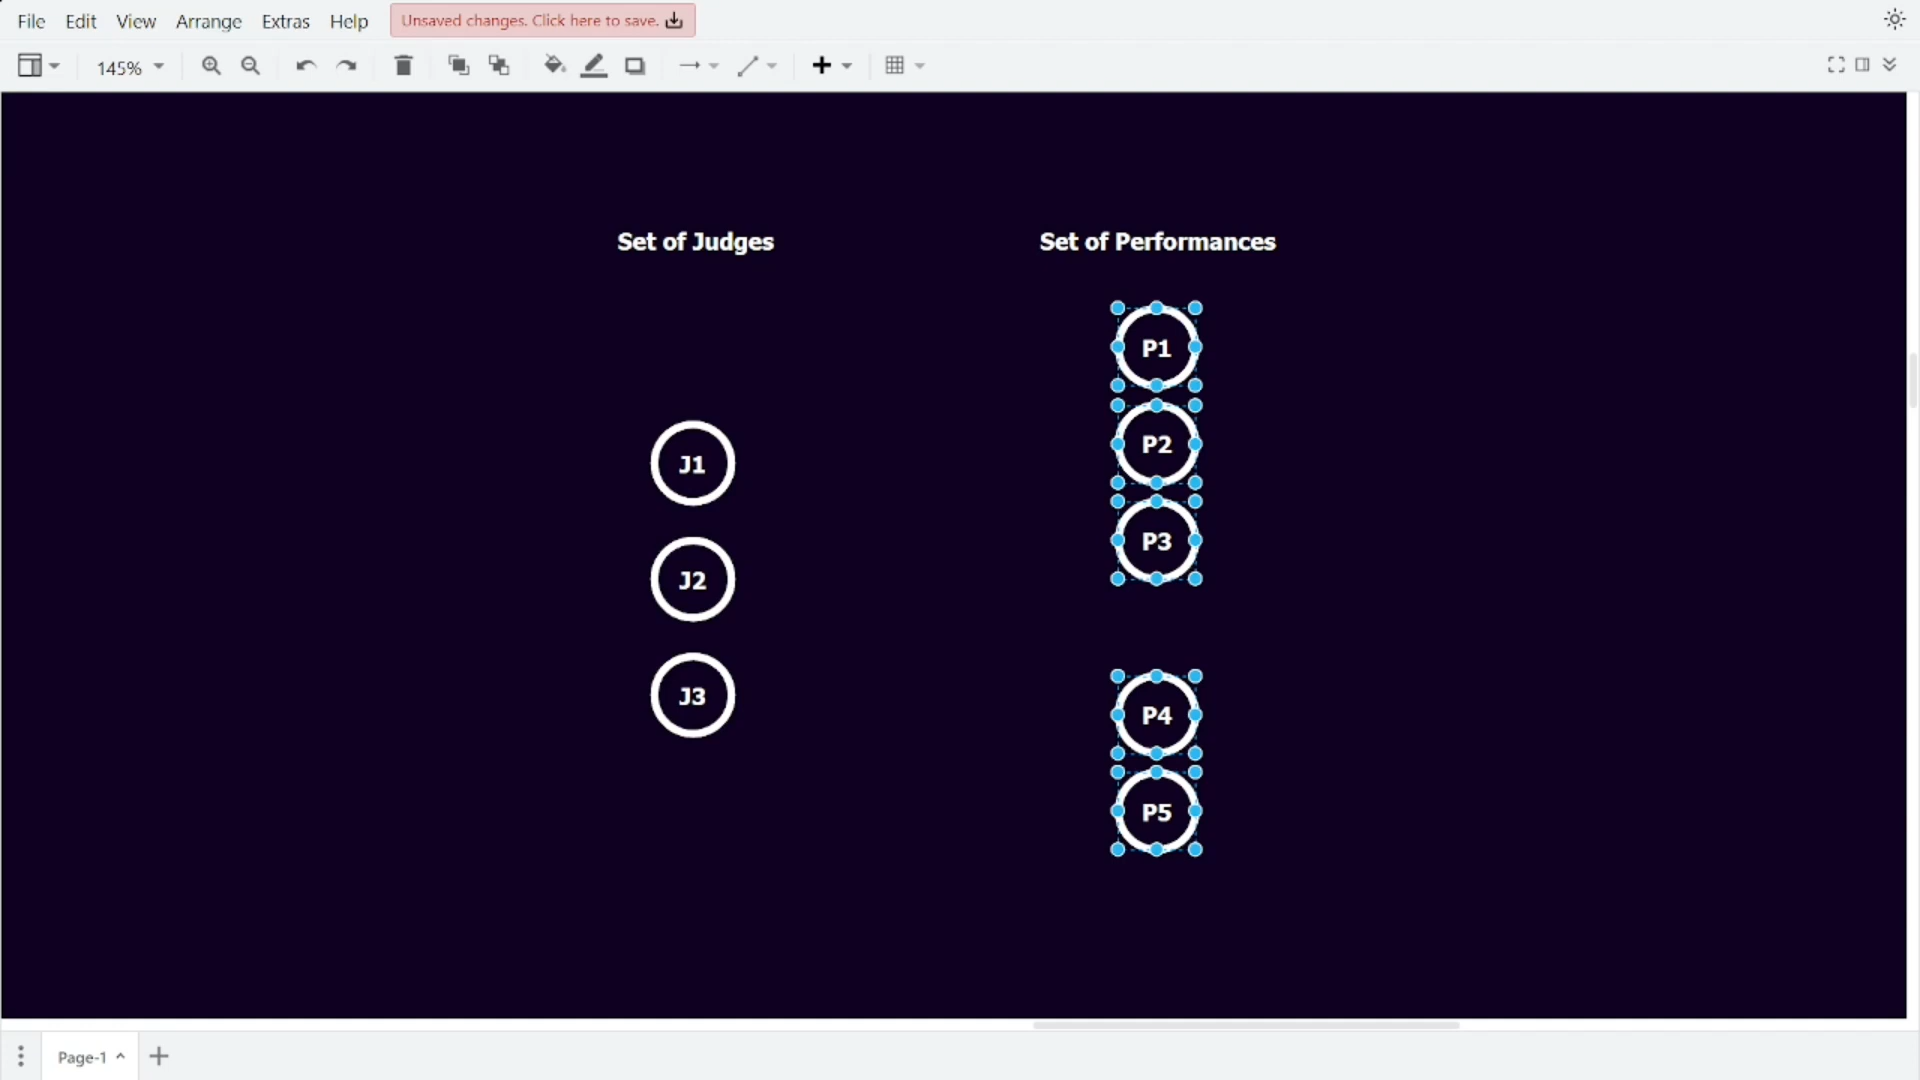 File Edit View Arrange Extras Help Unsaved changes. Click here to save.
145%
Set of Judges Set of Performances
P1
P2
J1
P3
J2
J3
P4
P5
Page-1